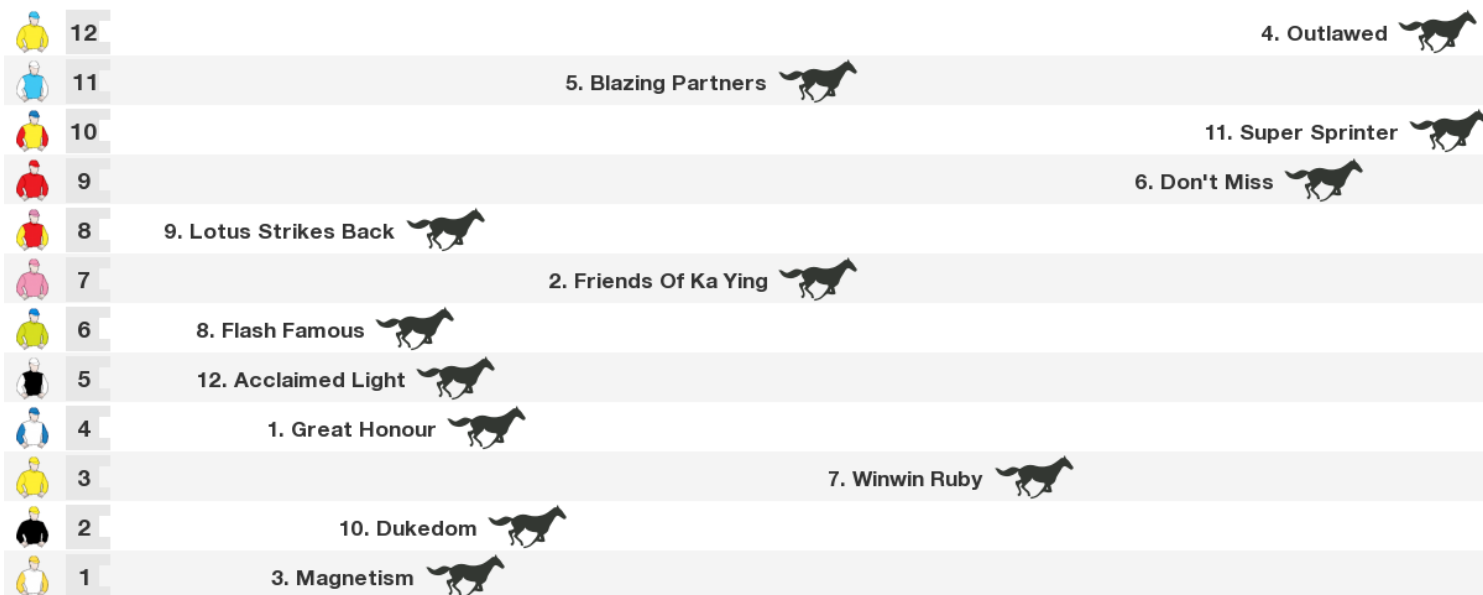 12 4. Outlawed
11 5. Blazing Partners
10 11. Super Sprinter
9 6. Don't Miss
8 9. Lotus Strikes Back
7 2. Friends Of Ka Ying
6 8. Flash Famous
5 12. Acclaimed Light
4 1. Great Honour
3 7. Winwin Ruby
2 10. Dukedom
1 3. Magnetism